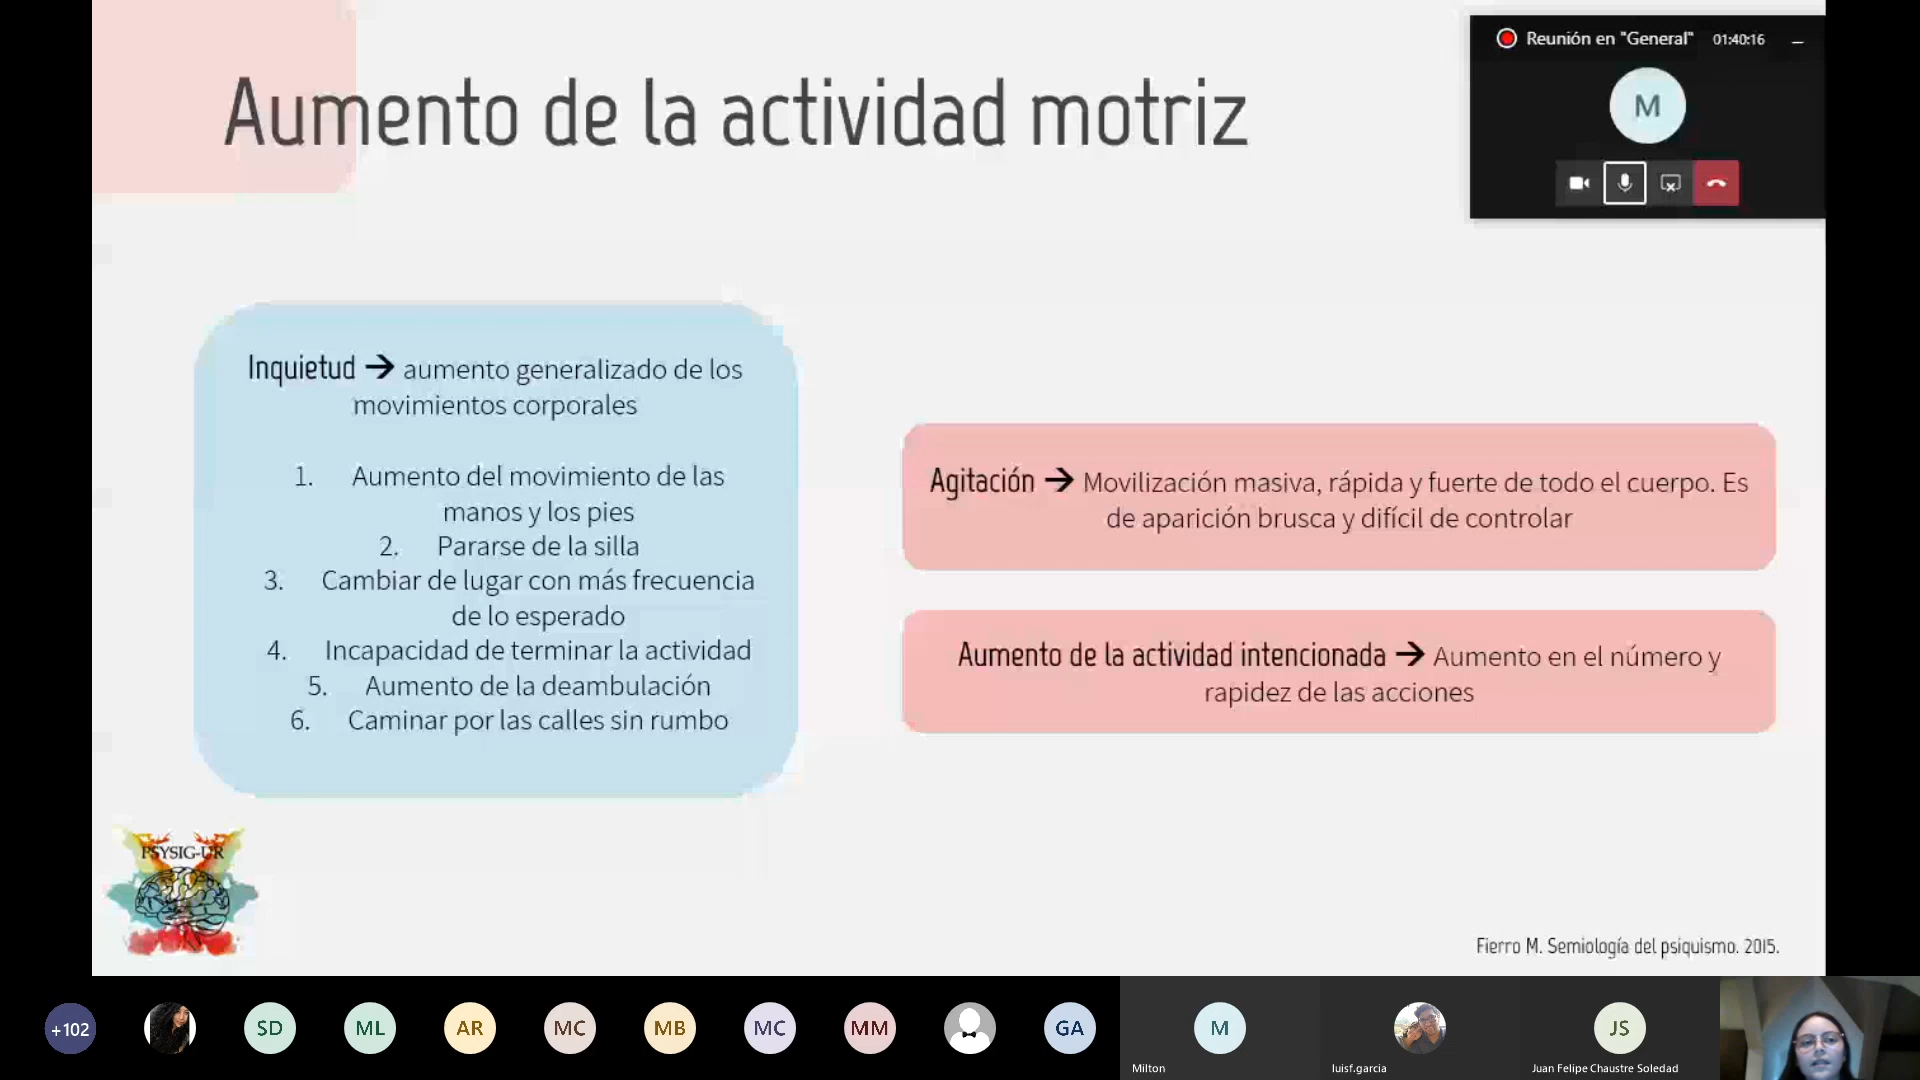 Aumento de la actividad motriz
Reunión en "General" 01:40:16
M
Inquietud → aumento generalizado de los
movimientos corporales
1. Aumento del movimiento de las
manos y los pies
2. Pararse de la silla
3. Cambiar de lugar con más frecuencia
de lo esperado
4. Incapacidad de terminar la actividad
5. Aumento de la deambulación
6. Caminar por las calles sin rumbo
Agitación → Movilización masiva, rápida y fuerte de todo el cuerpo. Es
de aparición brusca y difícil de controlar
Aumento de la actividad intencionada → Aumento en el número y
rapidez de las acciones
PSYSIG-UR
Fierro M. Semiología del psiquismo. 2015.
+102 SD ML AR MC MB MC MM GA M JS
Milton luisf.garcia Juan Felipe Chaustre Soledad